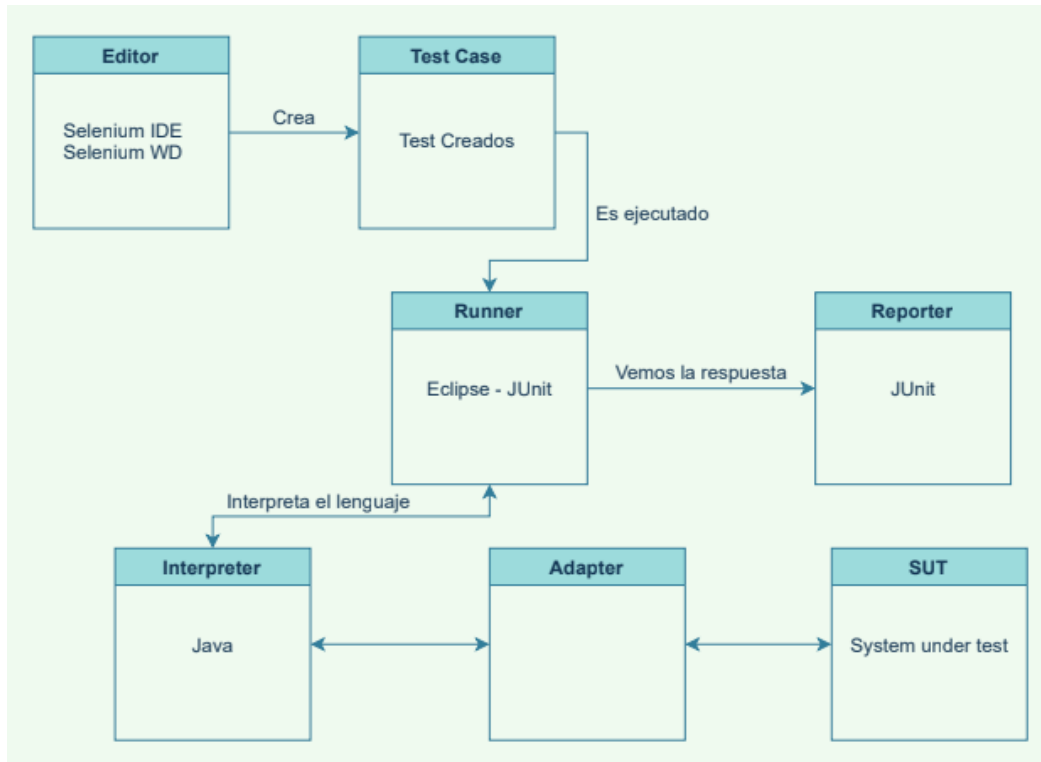 Editor
Selenium IDE
Selenium WD
Crea
Test Case
Test Creados
Es ejecutado
Runner
Eclipse - JUnit
Vemos la respuesta
Reporter
JUnit
Interpreta el lenguaje
Interpreter
Java
Adapter
SUT
System under test